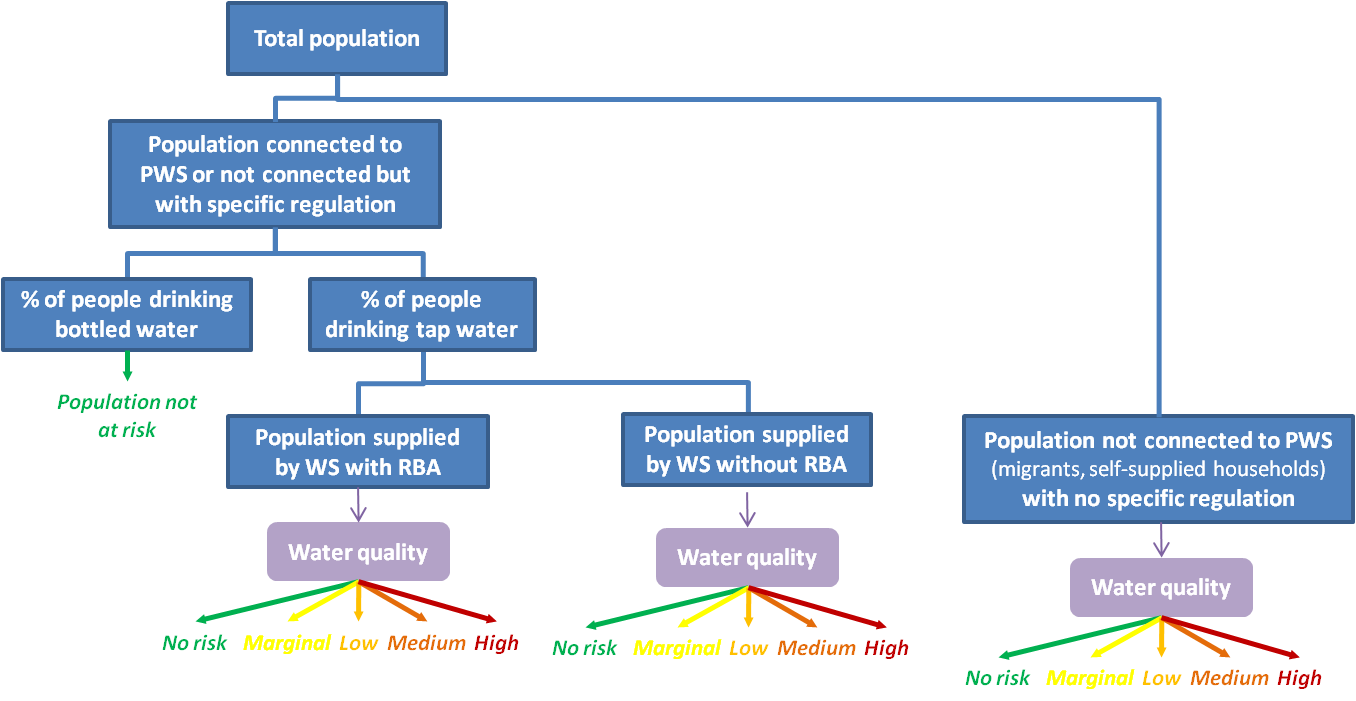 Total population
Population connected to
PWS or not connected but
with specific regulation
% of people drinking
bottled water
% of people
drinking tap water
Population not
at risk
Population supplied
by WS with RBA
Population supplied
by WS without RBA
Population not connected to PWS
(migrants, self-supplied households)
with no specific regulation
Water quality
Water quality
Water quality
No risk Marginal Low Medium High
No risk Marginal Low Medium High
No risk Marginal Low Medium High